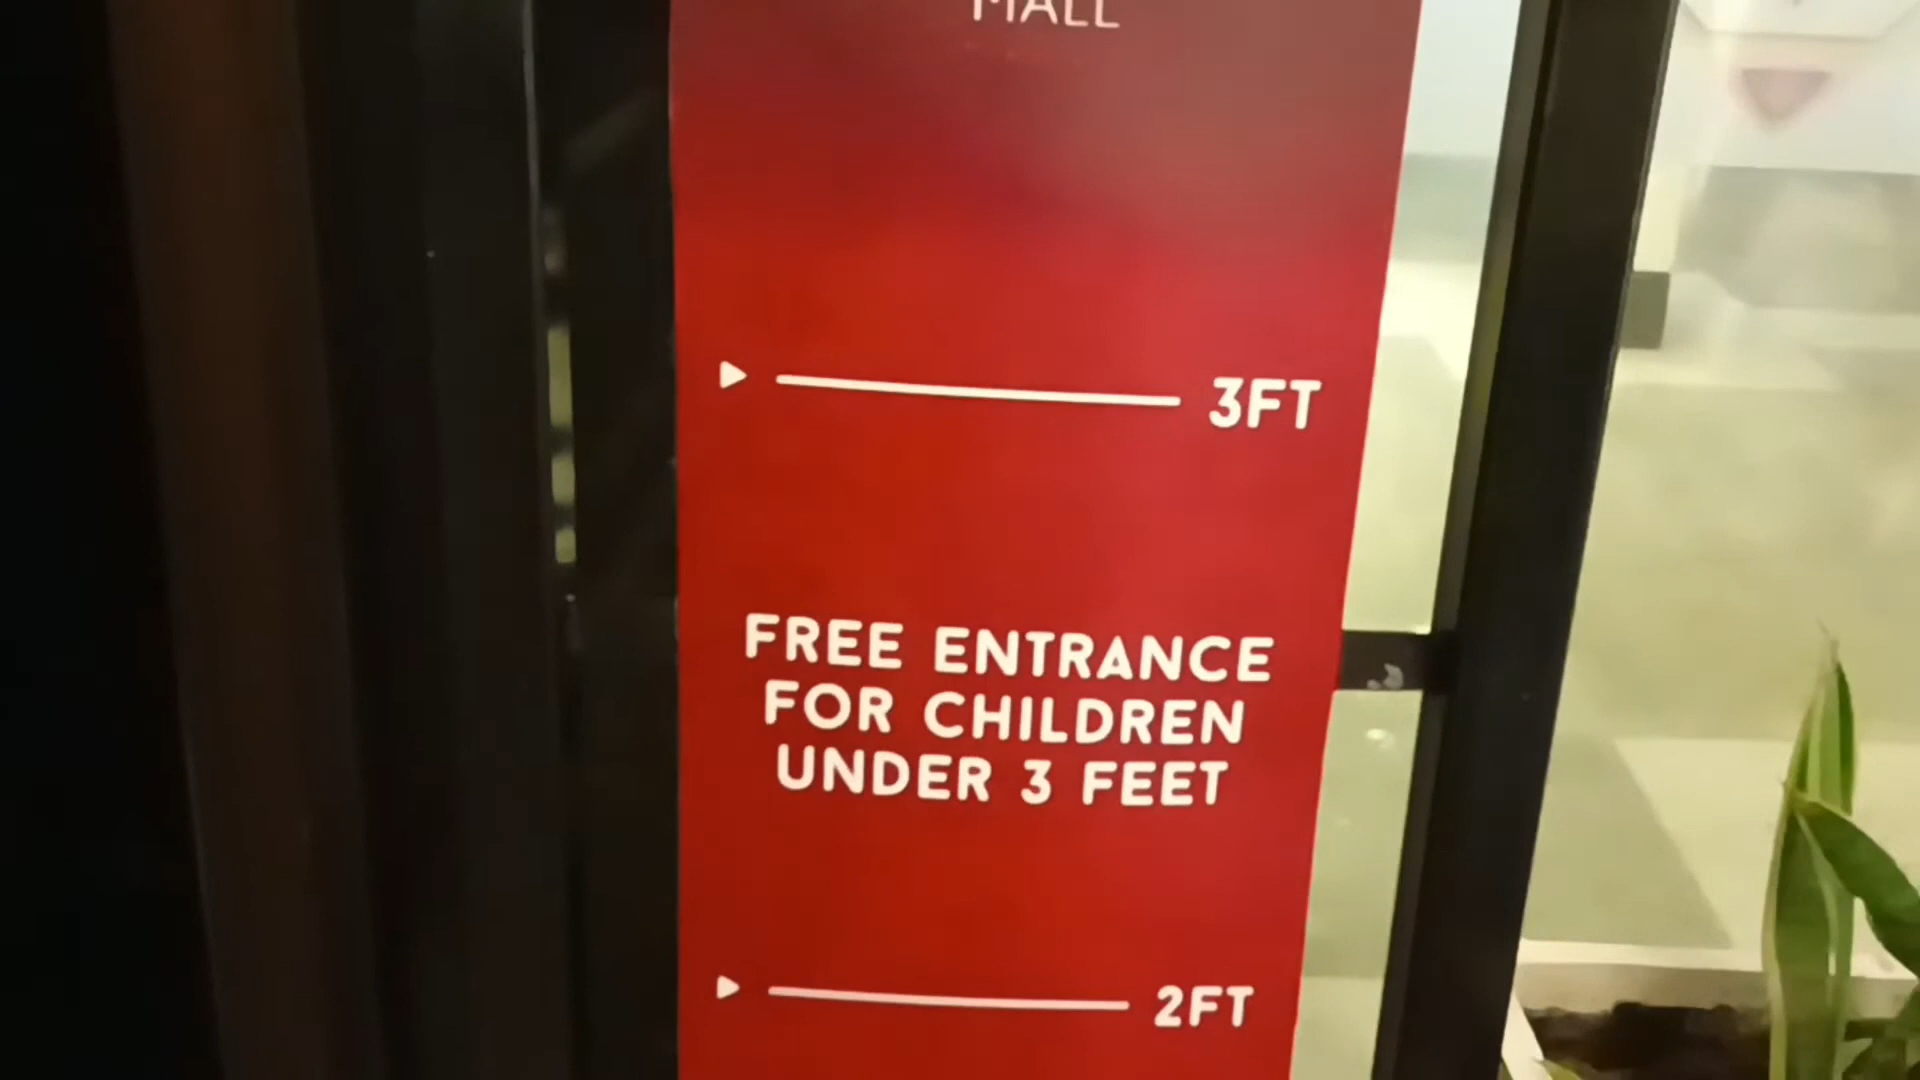 MALL
3FT
FREE ENTRANCE
FOR CHILDREN
UNDER 3 FEET
2FT